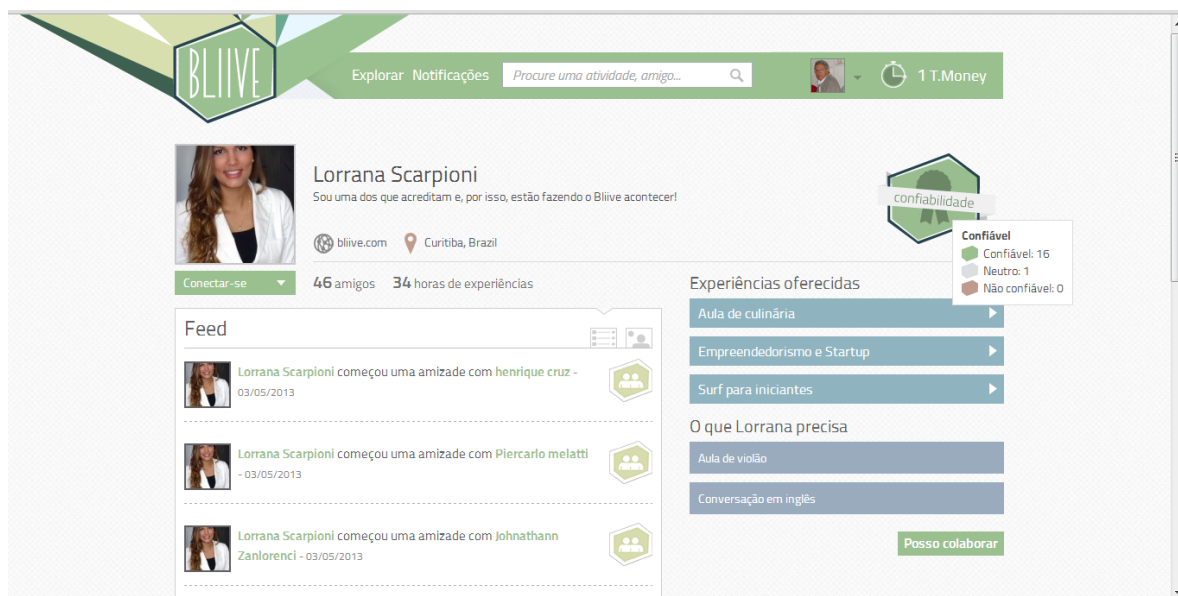 BLIIVE
Explorar Notificações Procure uma atividade, amigo... 1 T.Money
Lorrana Scarpioni
Sou uma dos que acreditam e, por isso, estão fazendo o Bliive acontecer!
bliive.com Curitiba, Brazil
confiabilidade
Confiável
Confiável: 16
Neutro: 1
Não confiável: 0
Conectar-se 46 amigos 34 horas de experiências
Feed
Lorrana Scarpioni começou uma amizade com henrique cruz -
03/05/2013
Lorrana Scarpioni começou uma amizade com Piercarlo melatti
- 03/05/2013
Lorrana Scarpioni começou uma amizade com Johnathann
Zanlorenci - 03/05/2013
Experiências oferecidas
Aula de culinária
Empreendedorismo e Startup
Surf para iniciantes
O que Lorrana precisa
Aula de violão
Conversação em inglês
Posso colaborar